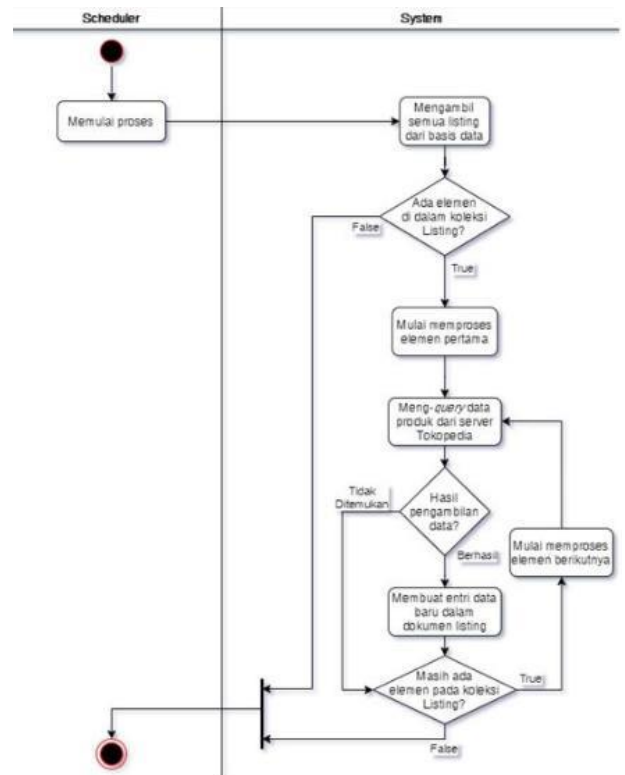 Scheduler
System
Memulai proses
Mengambil
semua listing
dari basis data
Ada elemen
di dalam koleksi
Listing?
False
True
Mulai memproses
elemen pertama
Meng-query data
produk dari server
Tokopedia
Tidak
Ditemukan
Hasil
pengambilan
data?
Berhasil
Mulai memproses
elemen berikutnya
Membuat entri data
baru dalam
dokumen listing
Masih ada
elemen pada koleksi
Listing?
True
False